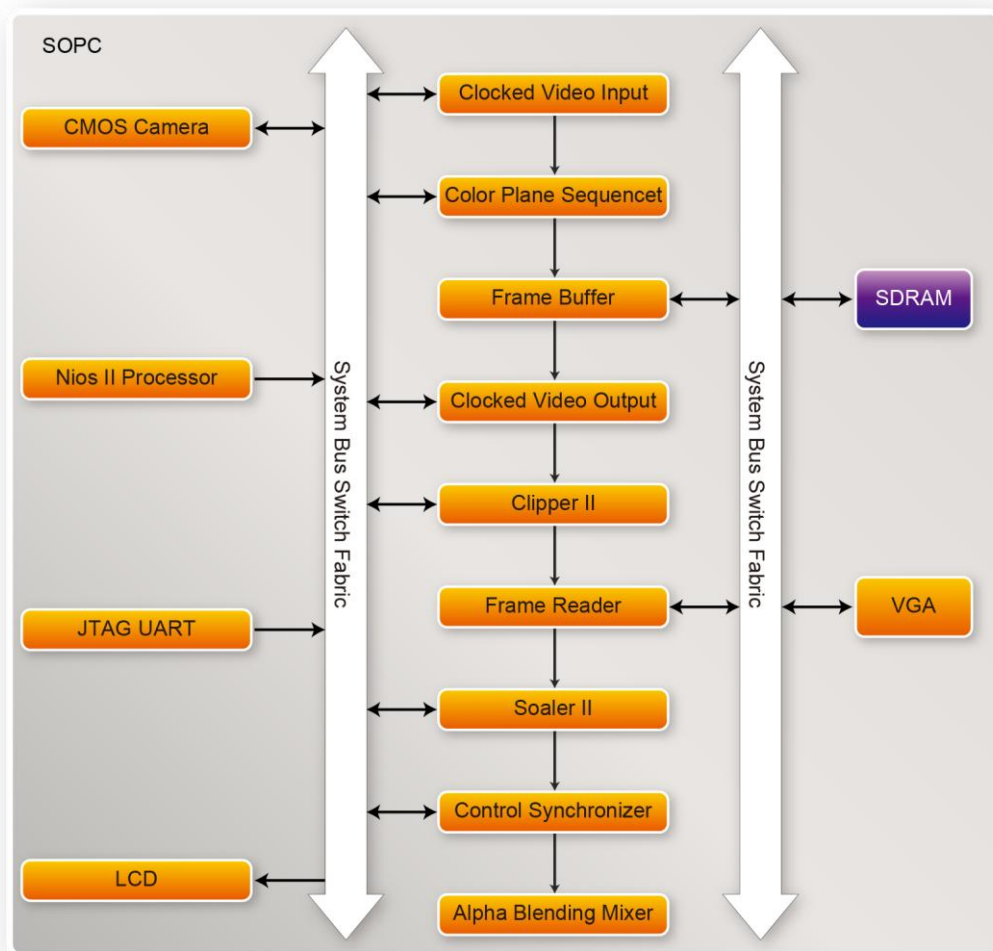 SOPC
CMOS Camera
Nios II Processor
JTAG UART
LCD
System Bus Switch Fabric
Clocked Video Input
Color Plane Sequencet
Frame Buffer
Clocked Video Output
Clipper II
Frame Reader
Soaler II
Control Synchronizer
Alpha Blending Mixer
System Bus Switch Fabric
SDRAM
VGA